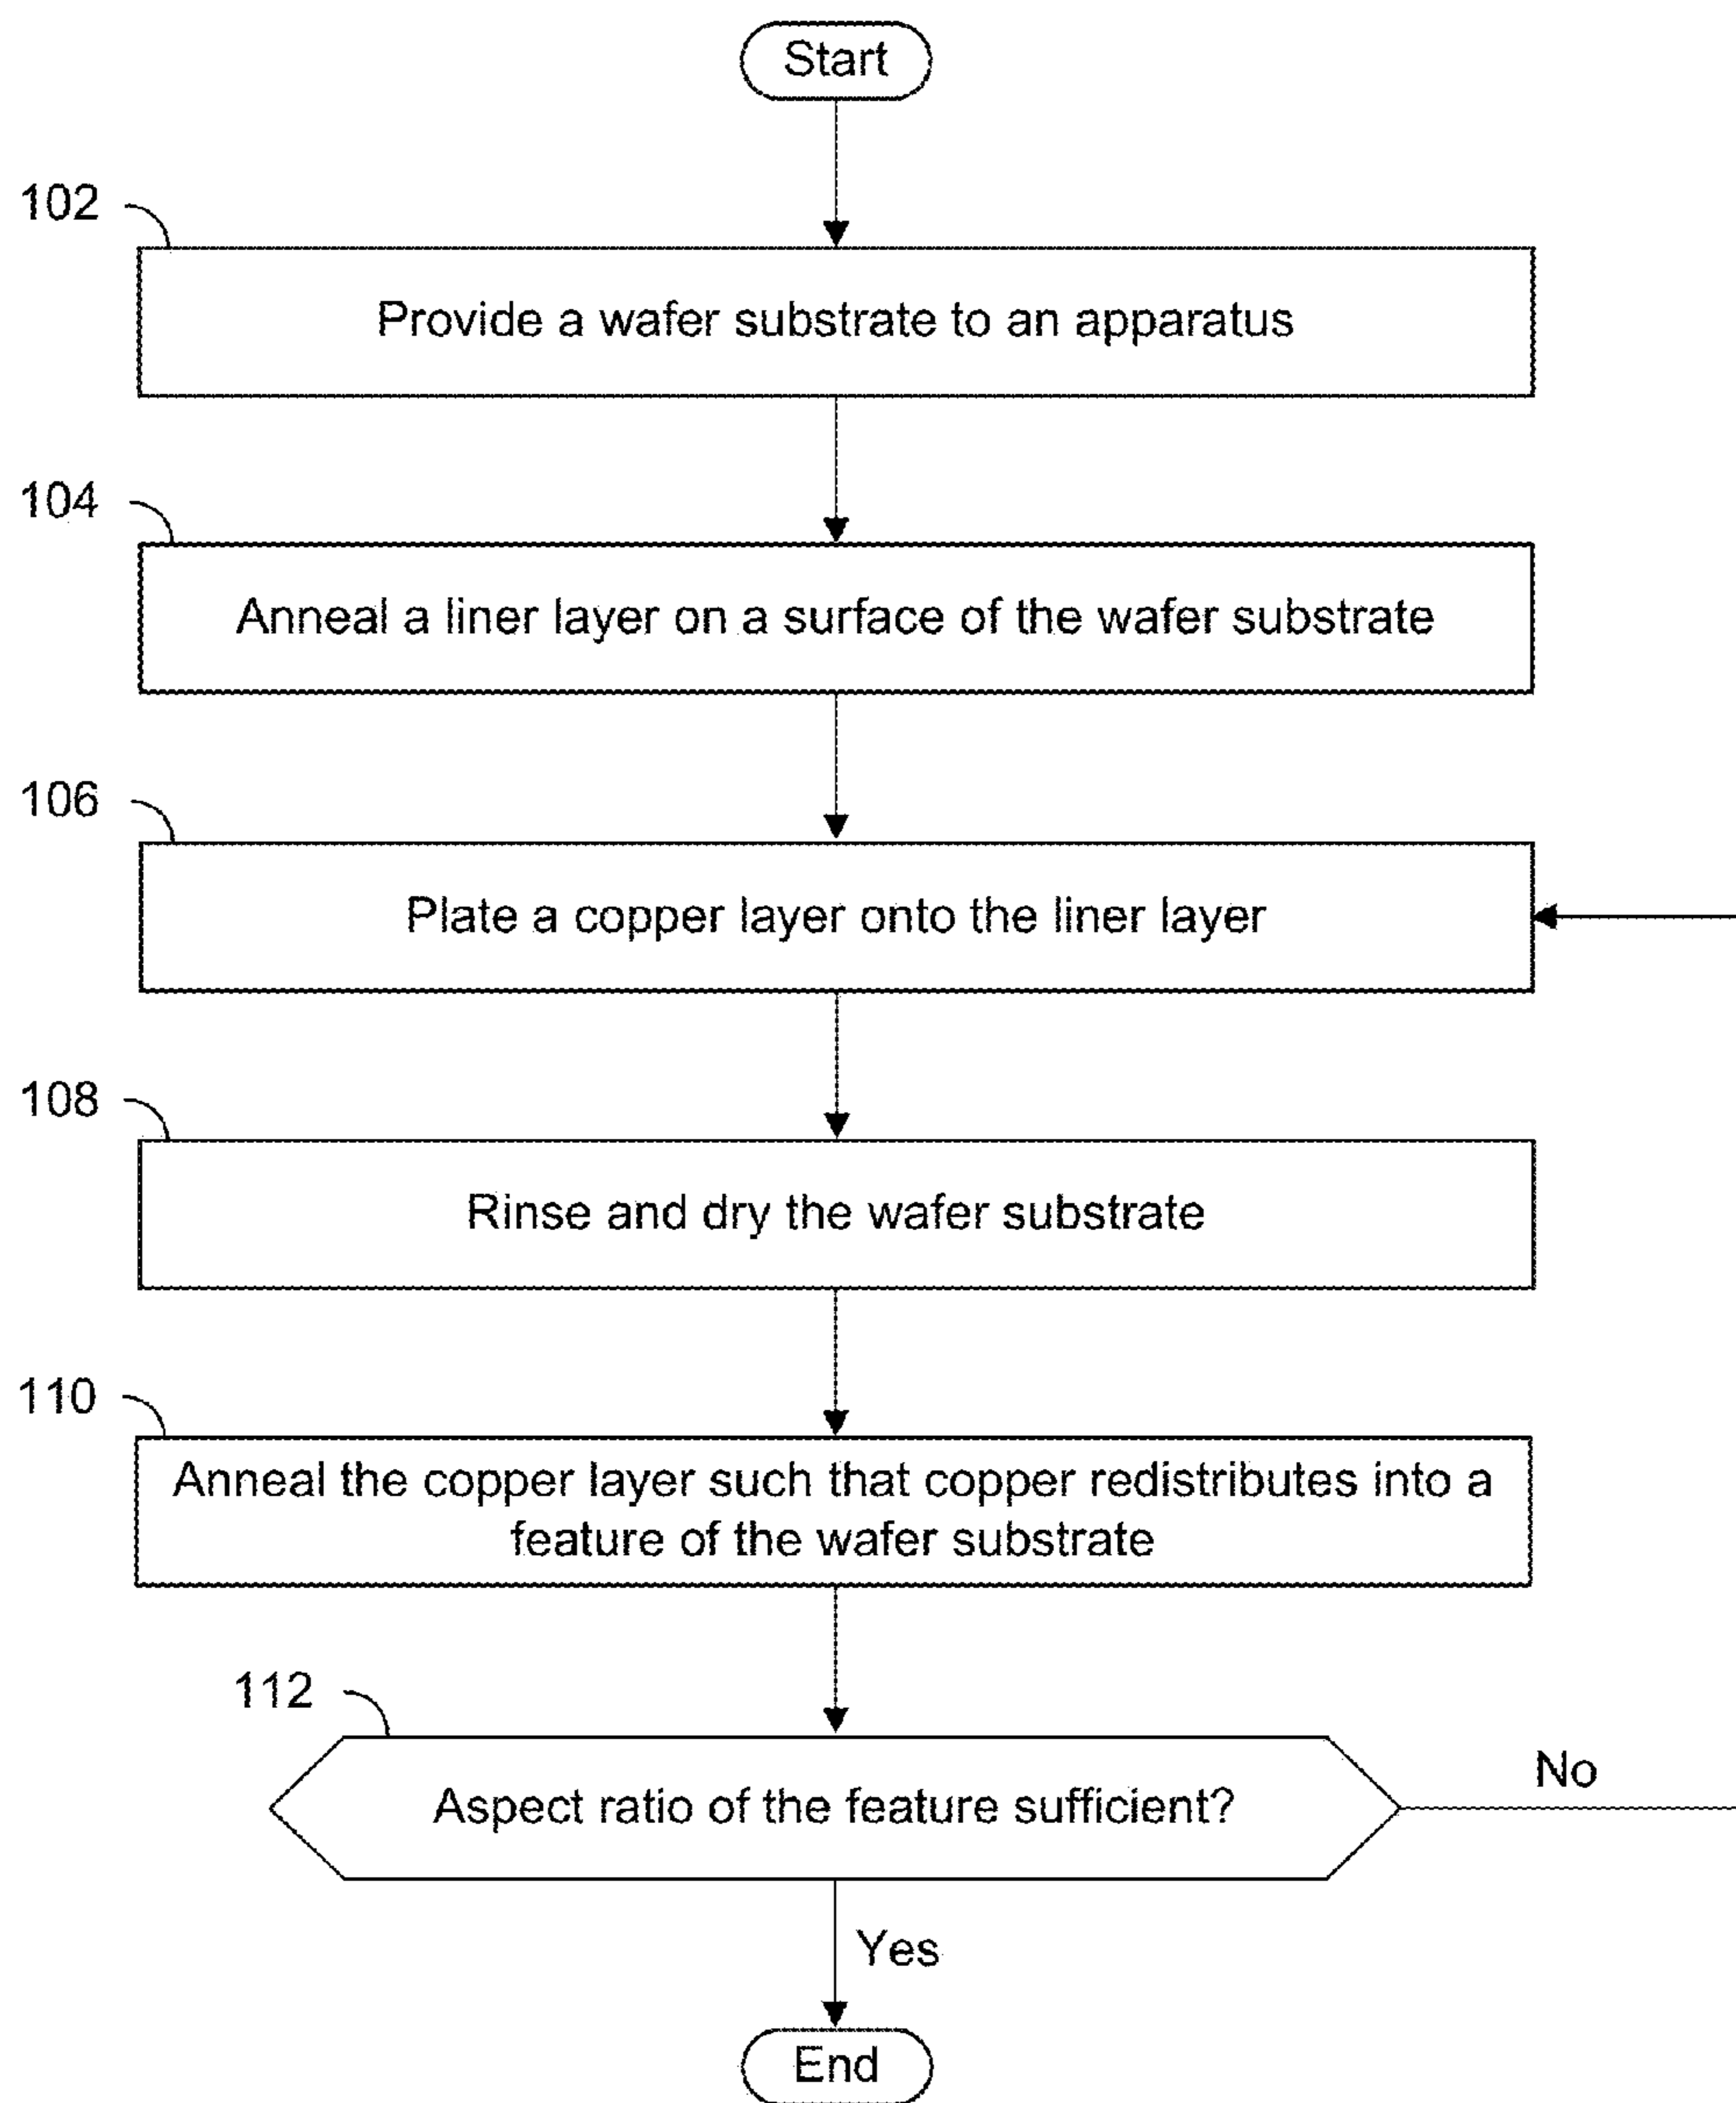 Start
102
Provide a wafer substrate to an apparatus
104
Anneal a liner layer on a surface of the wafer substrate
106
Plate a copper layer onto the liner layer
108
Rinse and dry the wafer substrate
110
Anneal the copper layer such that copper redistributes into a
feature of the wafer substrate
112
Aspect ratio of the feature sufficient?
No
Yes
End